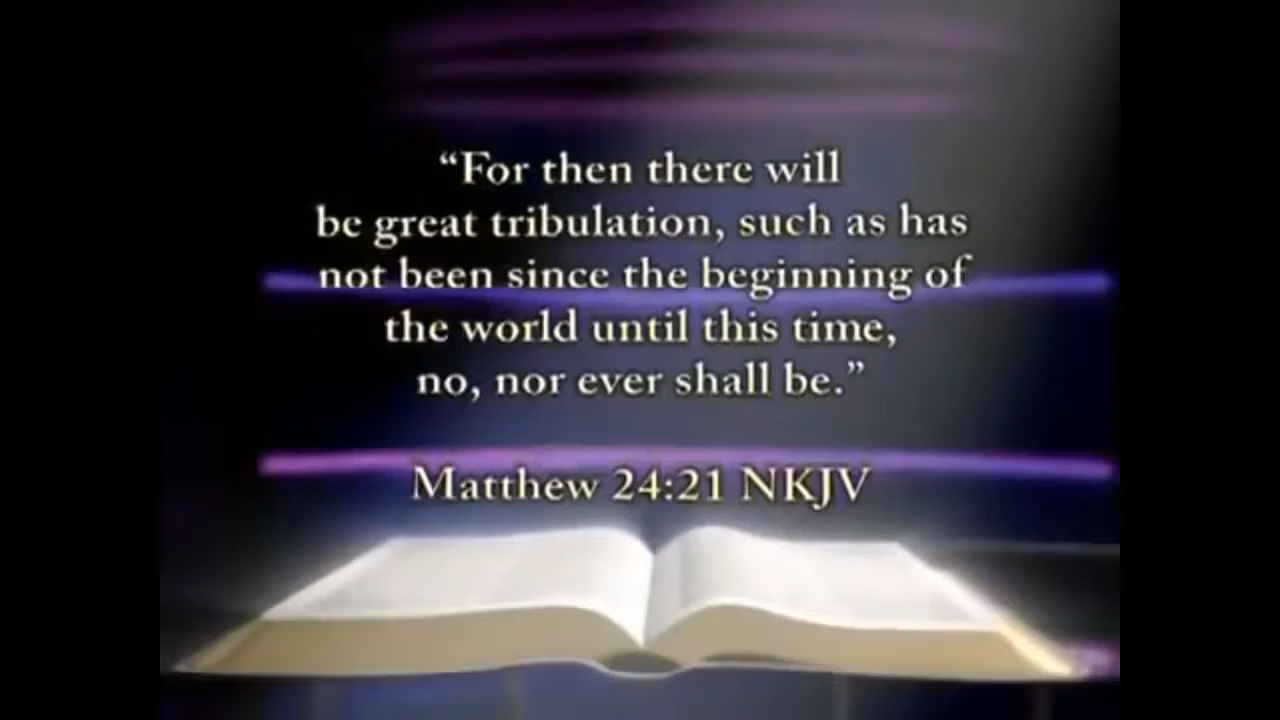 “For then there will
be great tribulation, such as has
not been since the beginning of
the world until this time,
no, nor ever shall be.”
Matthew 24:21 NKJV